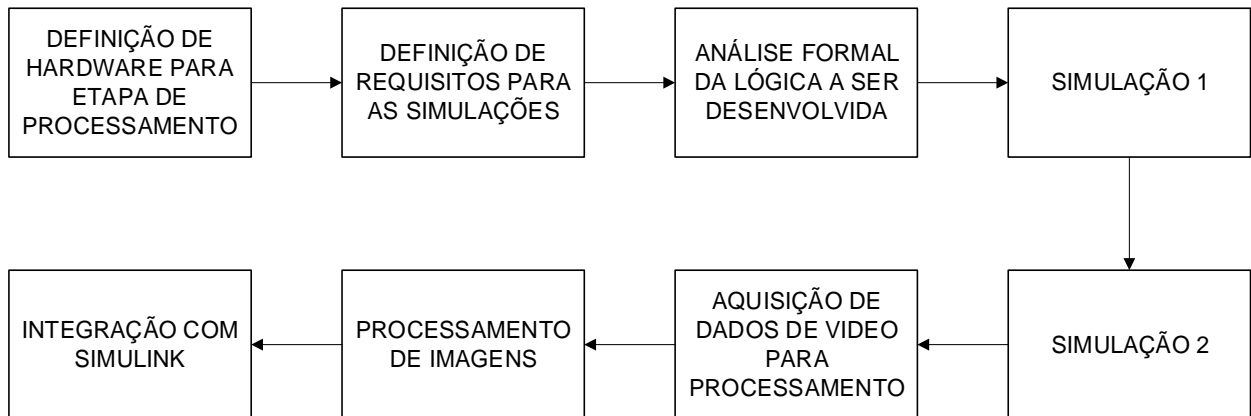 DEFINIÇÃO DE
HARDWARE PARA
ETAPA DE
PROCESSAMENTO
DEFINIÇÃO DE
REQUISITOS PARA
AS SIMULAÇÕES
ANÁLISE FORMAL
DA LÓGICA A SER
DESENVOLVIDA
SIMULAÇÃO 1
SIMULAÇÃO 2
AQUISIÇÃO DE
DADOS DE VIDEO
PARA
PROCESSAMENTO
PROCESSAMENTO
DE IMAGENS
INTEGRAÇÃO COM
SIMULINK